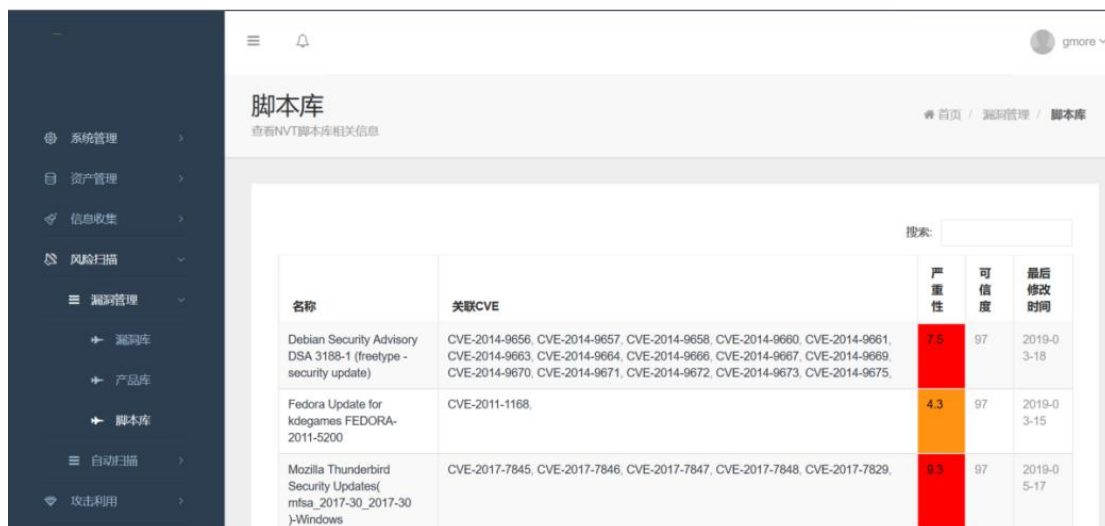 gmore
脚本库
查看NVT脚本库相关信息
首页 / 漏洞管理 / 脚本库
系统管理
资产管理
信息收集
风险扫描
漏洞管理
漏洞库
产品库
脚本库
自动扫描
攻击利用
搜索:
名称
关联CVE
严
重
性
可
信
度
最后
修改
时间
Debian Security Advisory
DSA 3188-1 (freetype -
security update)
CVE-2014-9656, CVE-2014-9657, CVE-2014-9658, CVE-2014-9660, CVE-2014-9661,
CVE-2014-9663, CVE-2014-9664, CVE-2014-9666, CVE-2014-9667, CVE-2014-9669,
CVE-2014-9670, CVE-2014-9671, CVE-2014-9672, CVE-2014-9673, CVE-2014-9675,
7.5
97
2019-0
3-18
Fedora Update for
kdegames FEDORA-
2011-5200
CVE-2011-1168,
4.3
97
2019-0
3-15
Mozilla Thunderbird
Security Updates(
mfsa_2017-30_2017-30
)-Windows
CVE-2017-7845, CVE-2017-7846, CVE-2017-7847, CVE-2017-7848, CVE-2017-7829,
9.3
97
2019-0
5-17